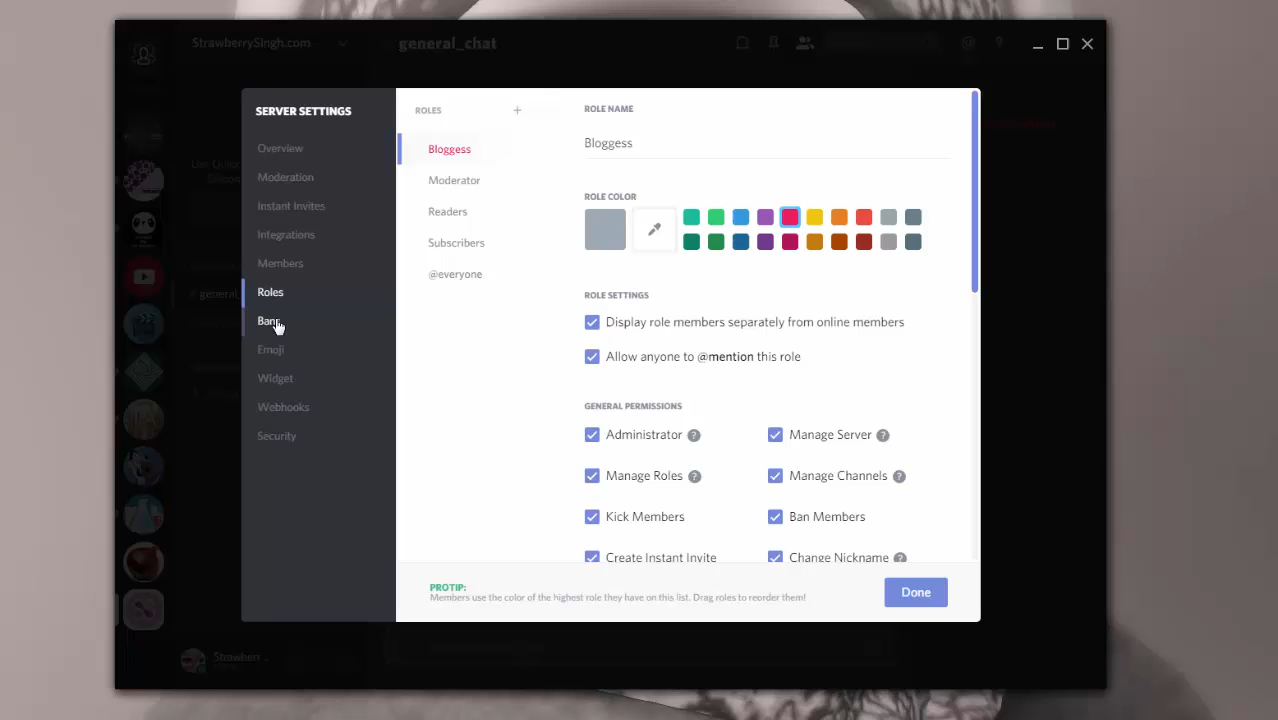 StrawberrySingh.com
general_chat
SERVER SETTINGS
Overview
Moderation
Instant Invites
Integrations
Members
Roles
Bans
Emoji
Widget
Webhooks
Security
ROLES +
Bloggess
Moderator
Readers
Subscribers
@everyone
ROLE NAME
Bloggess
ROLE COLOR
ROLE SETTINGS
Display role members separately from online members
Allow anyone to @mention this role
GENERAL PERMISSIONS
Administrator ? Manage Server ?
Manage Roles ? Manage Channels ?
Kick Members Ban Members
Create Instant Invite Change Nickname ?
PROTIP:
Members use the color of the highest role they have on this list. Drag roles to reorder them!
Done
Strawberr...